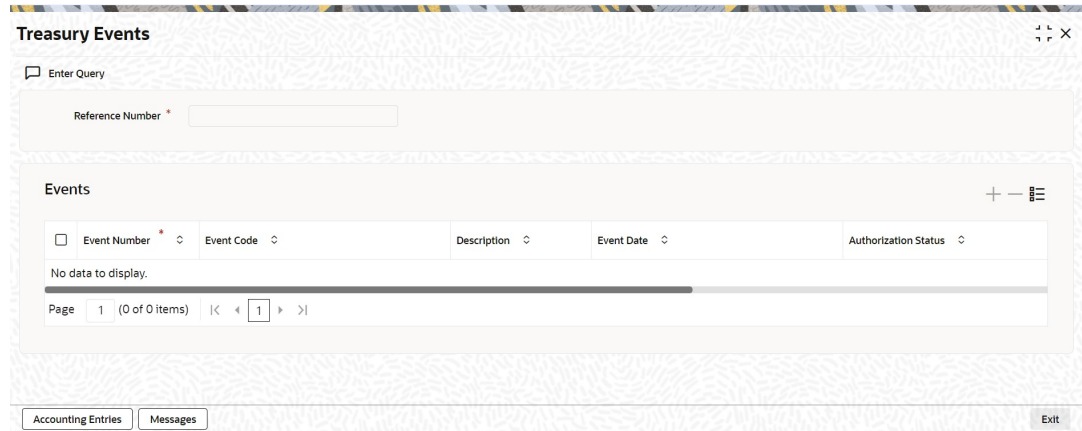 Treasury Events
Enter Query
Reference Number *
Events
Event Number * Event Code Description Event Date Authorization Status
No data to display.
Page 1 (0 of 0 items) 1
Accounting Entries Messages Exit